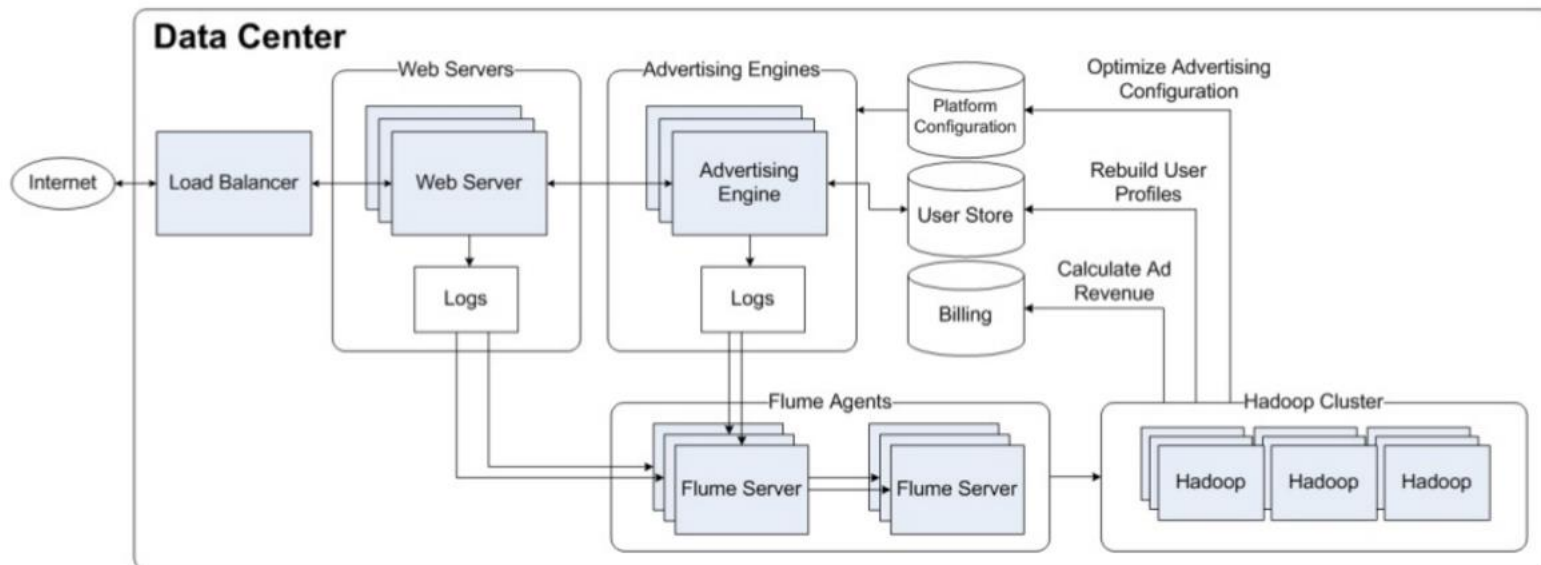 Data Center
Web Servers
Advertising Engines
Optimize Advertising
Configuration
Platform
Configuration
Internet
Load Balancer
Web Server
Advertising
Engine
Rebuild User
Profiles
User Store
Logs
Logs
Calculate Ad
Revenue
Billing
Flume Agents
Hadoop Cluster
Flume Server
Flume Server
Hadoop
Hadoop
Hadoop